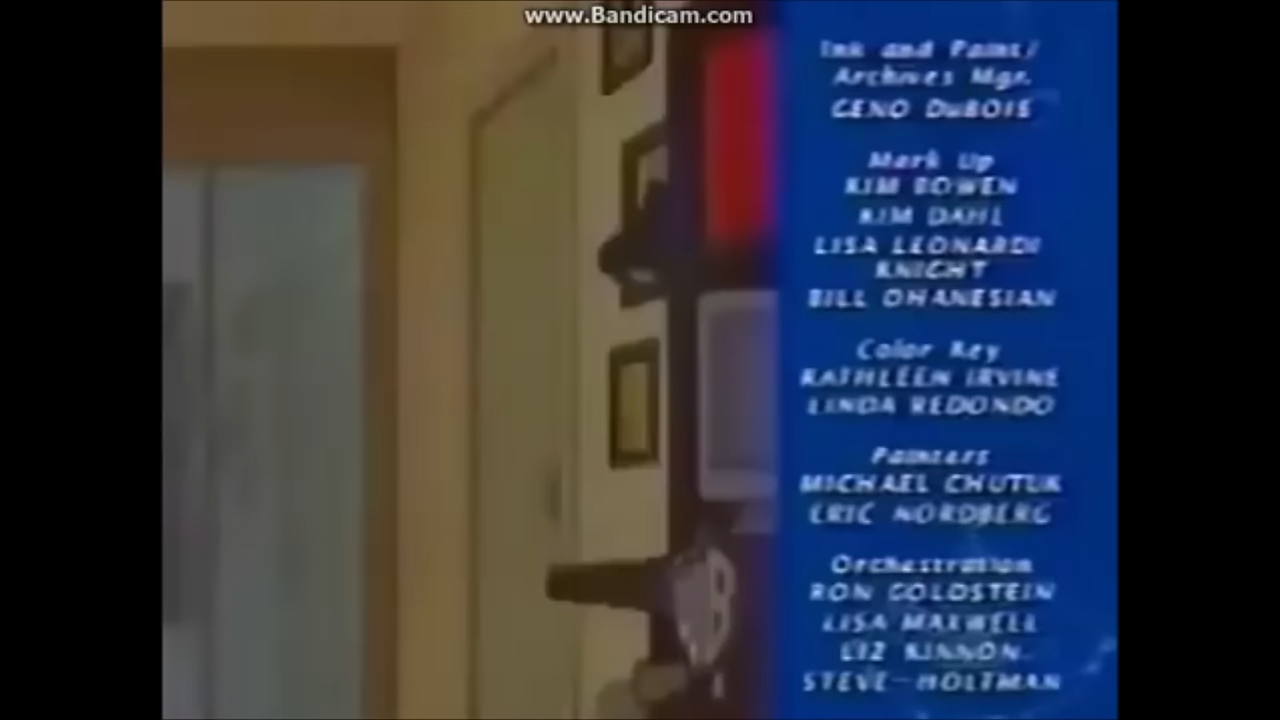 www.Bandicam.com
Ink and Paint/
Archives Mgr.
GENO DuBOIS
Mark Up
KIM BOWEN
KIM DAHL
LISA LEONARDI
KNIGHT
BILL OHANESIAN
Color Key
KATHLEEN IRVINE
LINDA REDONDO
Painters
MICHAEL CHUTUK
ERIC NORDBERG
Orchestration
RON GOLDSTEIN
LISA MAXWELL
LIZ KINNON
STEVE HOLTMAN